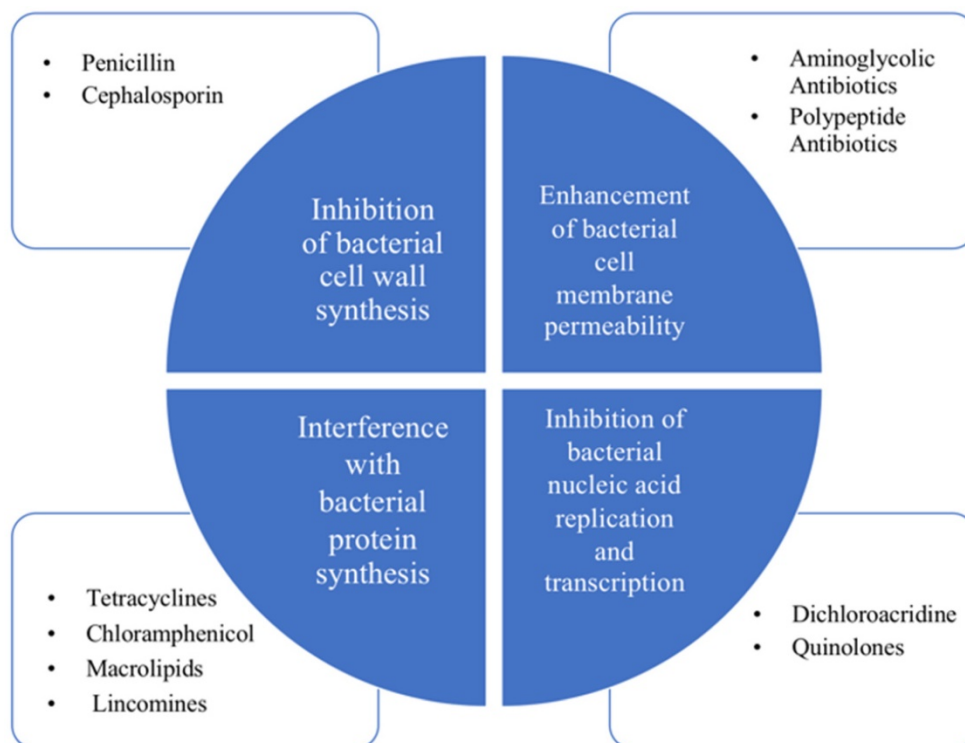 • Penicillin
• Cephalosporin
• Aminoglycolic
Antibiotics
• Polypeptide
Antibiotics
Inhibition
of bacterial
cell wall
synthesis
Enhancement
of bacterial
cell
membrane
permeability
Interference
with
bacterial
protein
synthesis
Inhibition of
bacterial
nucleic acid
replication
and
transcription
• Tetracyclines
• Chloramphenicol
• Macrolipids
• Lincomines
• Dichloroacridine
• Quinolones